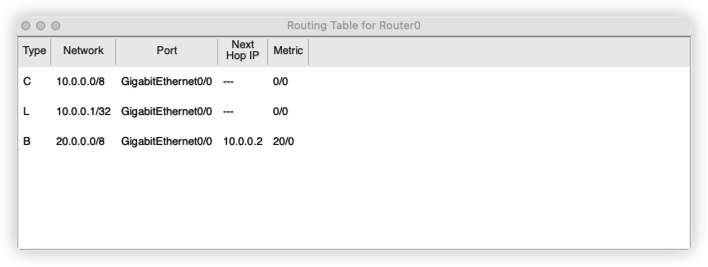 Routing Table for Router0
Type Network Port Next Hop IP Metric
C 10.0.0.0/8 GigabitEthernet0/0 --- 0/0
L 10.0.0.1/32 GigabitEthernet0/0 --- 0/0
B 20.0.0.0/8 GigabitEthernet0/0 10.0.0.2 20/0